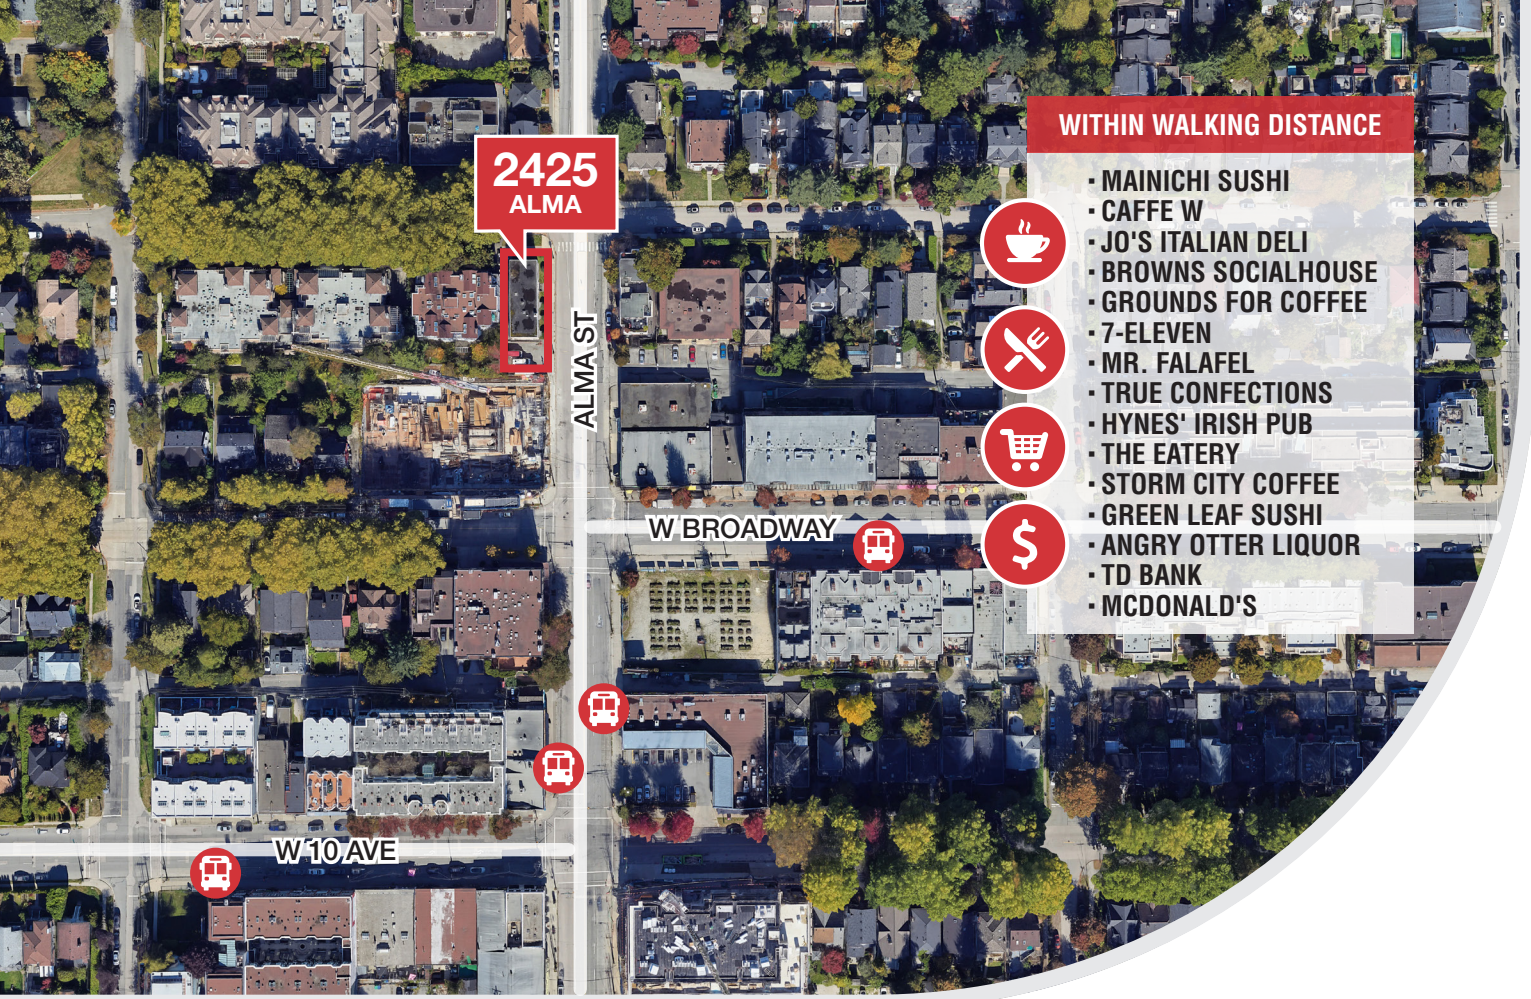 2425
ALMA
ALMA ST
W BROADWAY
W 10 AVE
WITHIN WALKING DISTANCE
· MAINICHI SUSHI
· CAFFE W
· JO'S ITALIAN DELI
· BROWNS SOCIALHOUSE
· GROUNDS FOR COFFEE
· 7-ELEVEN
· MR. FALAFEL
· TRUE CONFECTIONS
· HYNES' IRISH PUB
· THE EATERY
· STORM CITY COFFEE
· GREEN LEAF SUSHI
· ANGRY OTTER LIQUOR
· TD BANK
· MCDONALD'S
$